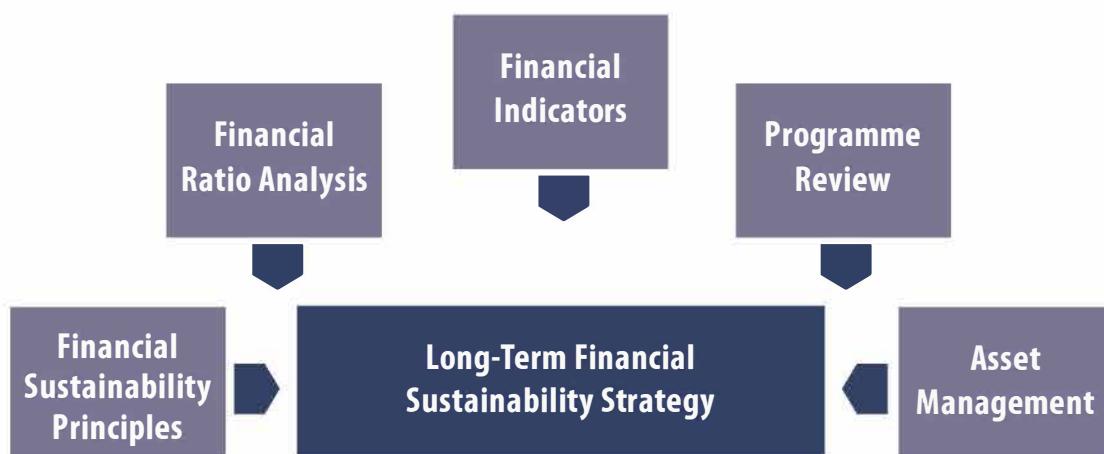 Financial
Indicators
Financial
Ratio Analysis
Programme
Review
Financial
Sustainability
Principles
Long-Term Financial
Sustainability Strategy
Asset
Management